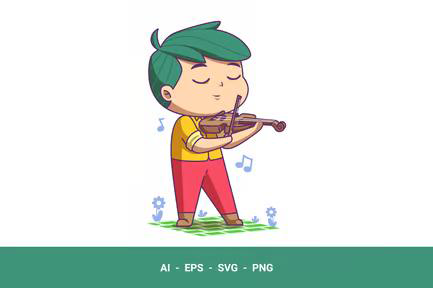 AI - EPS - SVG - PNG